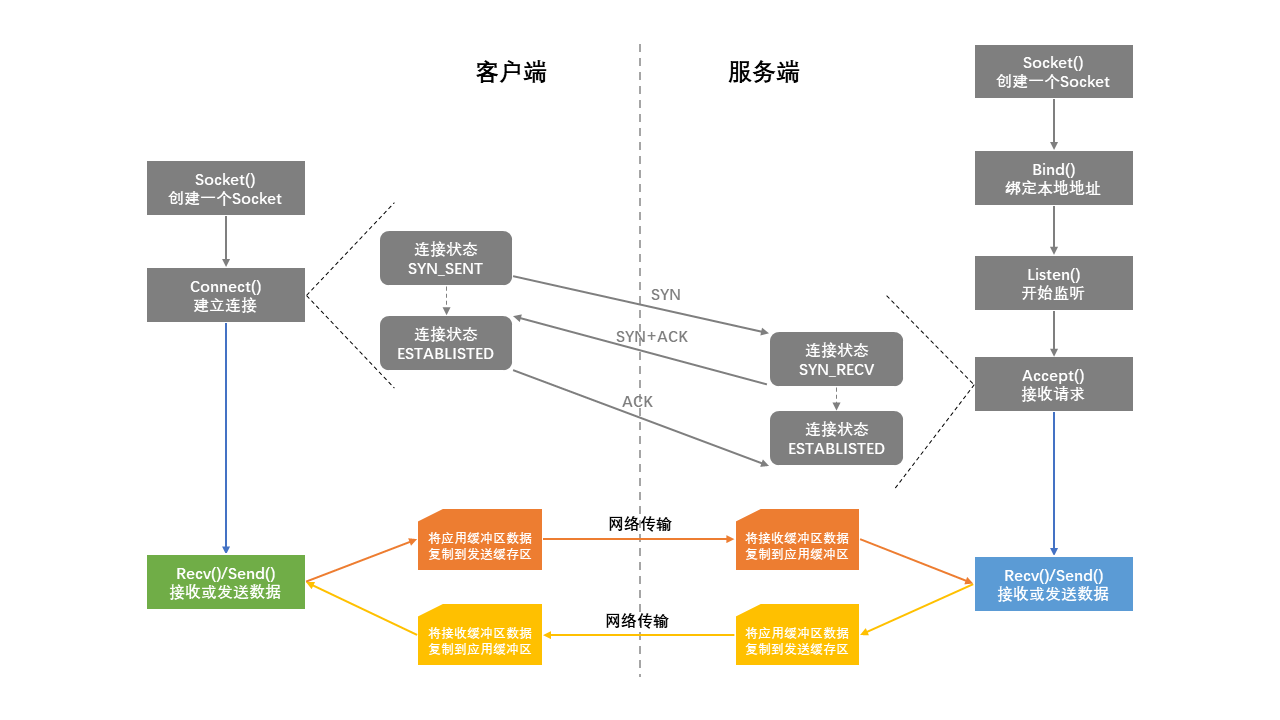 客户端
服务端
Socket()
创建一个Socket
Connect()
建立连接
连接状态
SYN_SENT
连接状态
ESTABLISTED
SYN
SYN+ACK
ACK
连接状态
SYN_RECV
连接状态
ESTABLISTED
Socket()
创建一个Socket
Bind()
绑定本地地址
Listen()
开始监听
Accept()
接收请求
Recv()/Send()
接收或发送数据
将应用缓冲区数据
复制到发送缓存区
网络传输
将接收缓冲区数据
复制到应用缓冲区
Recv()/Send()
接收或发送数据
将接收缓冲区数据
复制到应用缓冲区
网络传输
将应用缓冲区数据
复制到发送缓存区